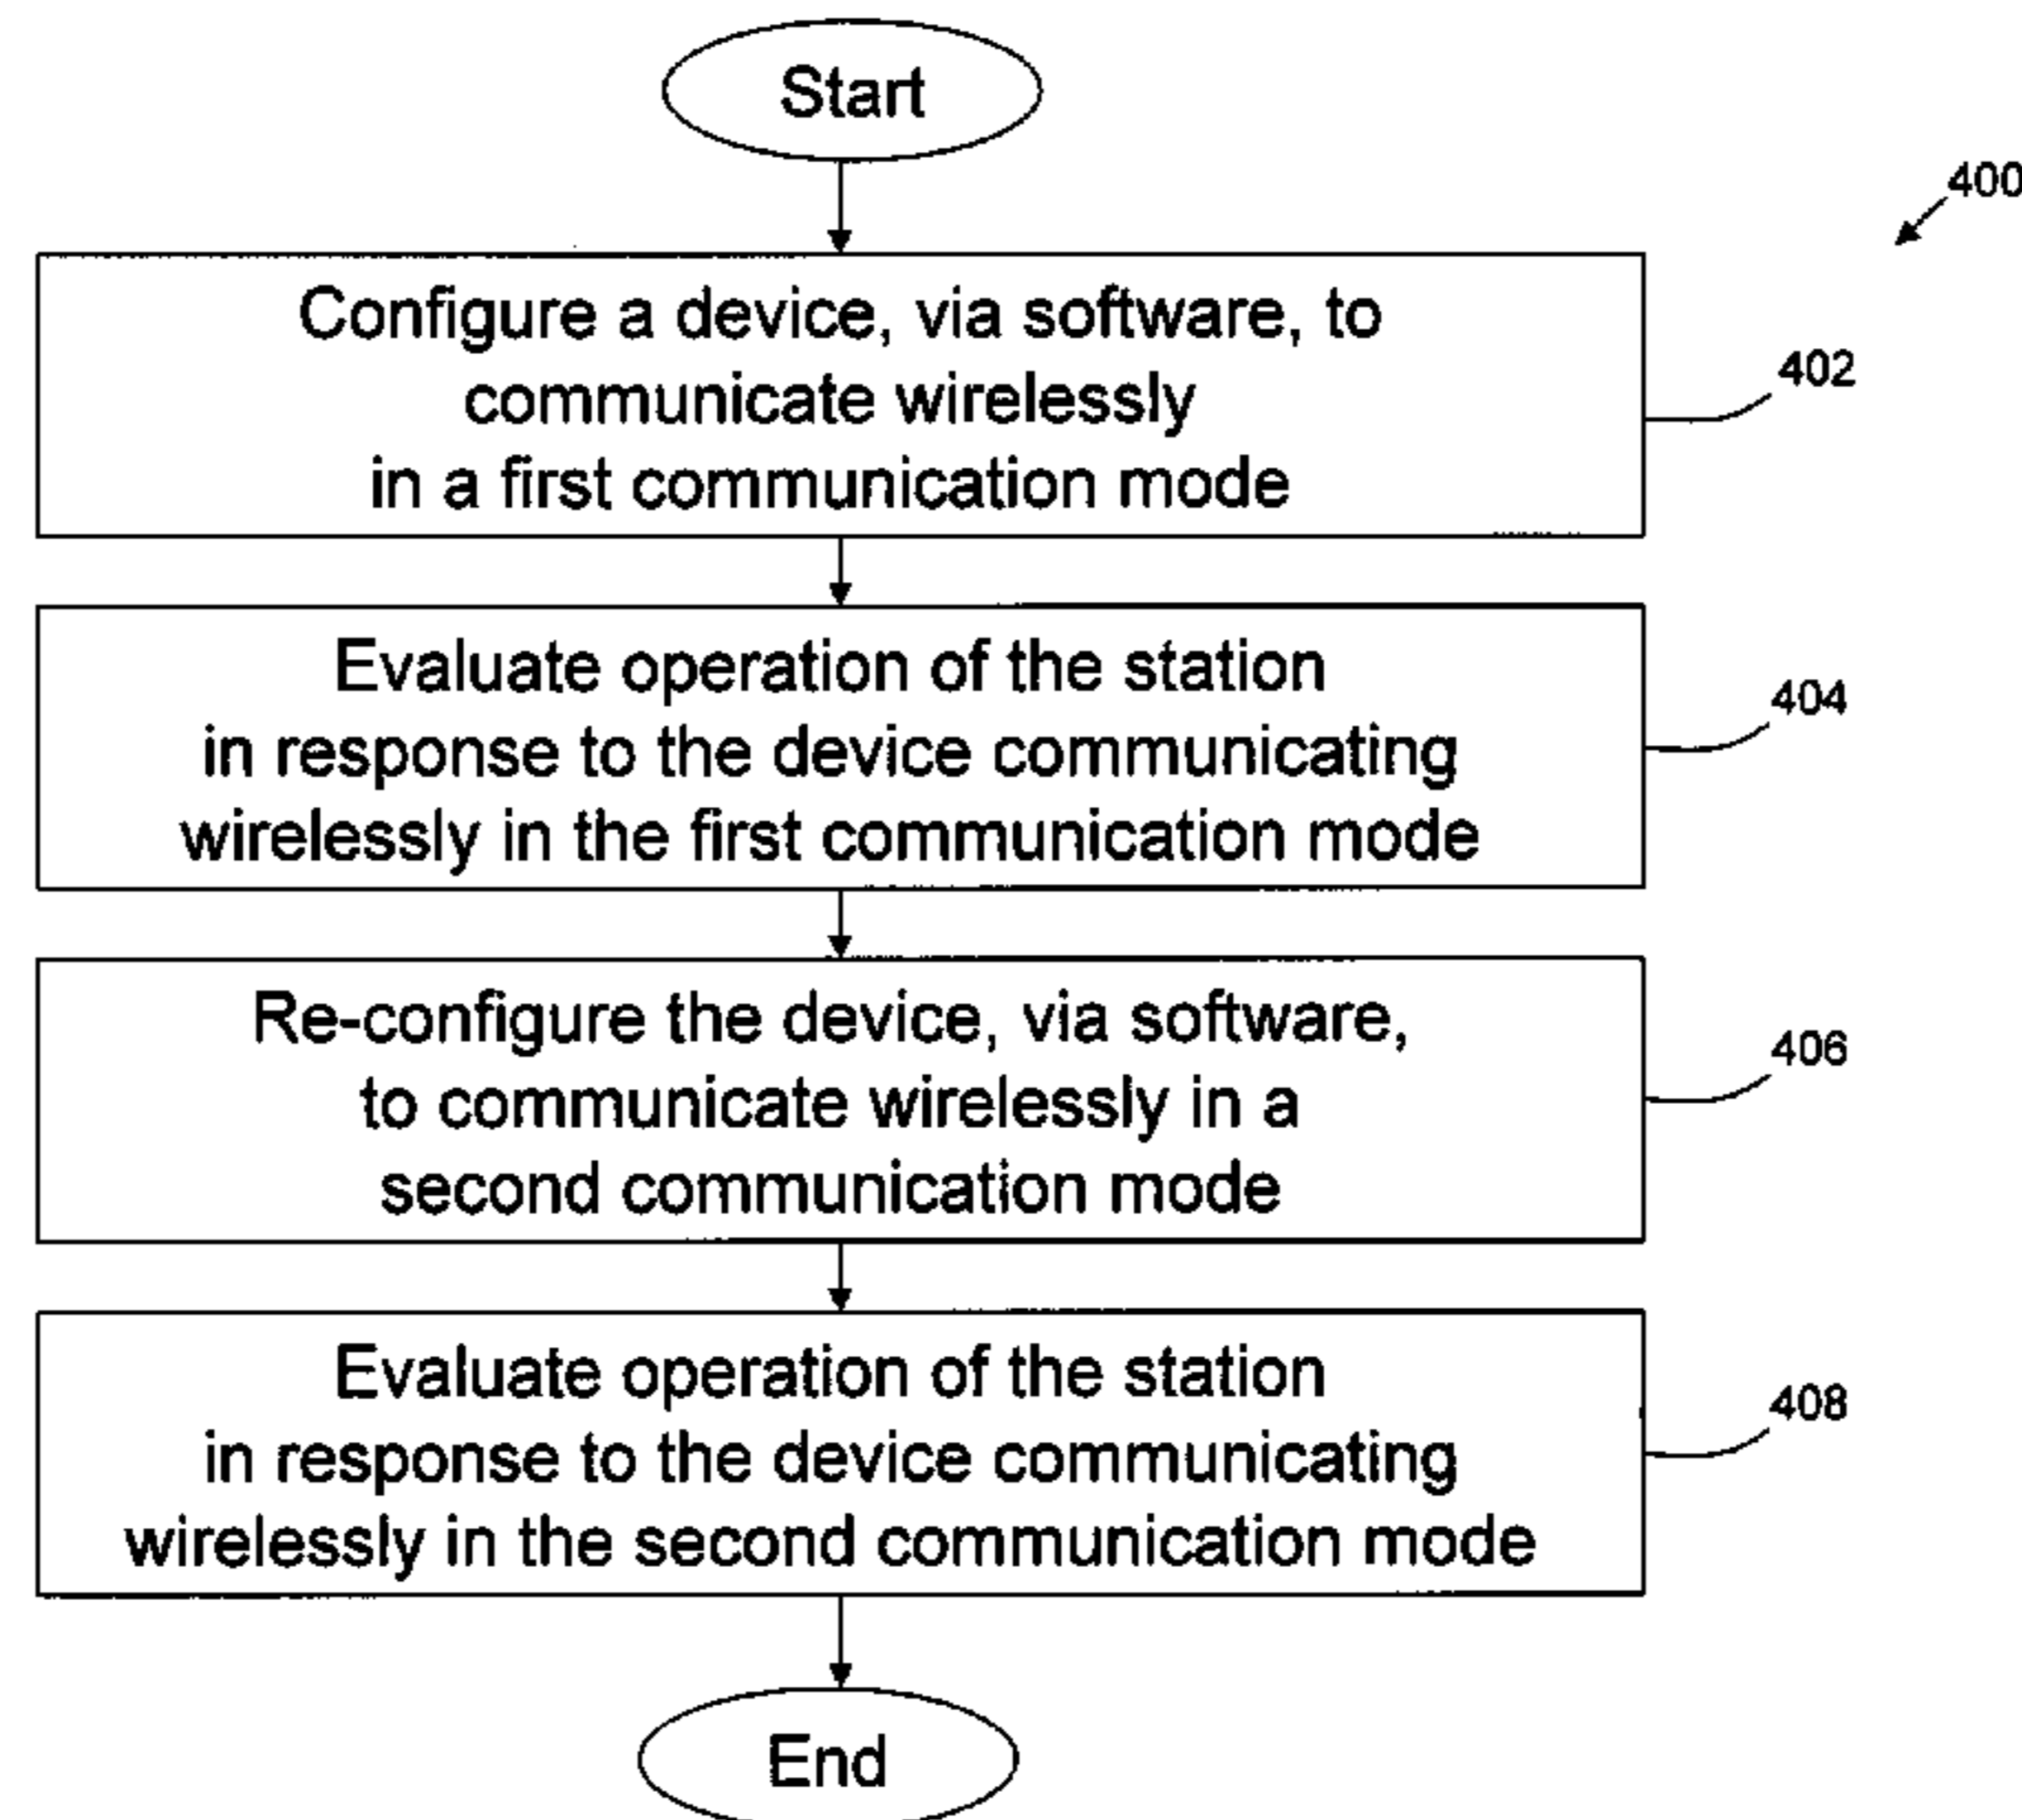 Start
400
Configure a device, via software, to
communicate wirelessly
in a first communication mode
402
Evaluate operation of the station
in response to the device communicating
wirelessly in the first communication mode
404
Re-configure the device, via software,
to communicate wirelessly in a
second communication mode
406
Evaluate operation of the station
in response to the device communicating
wirelessly in the second communication mode
408
End